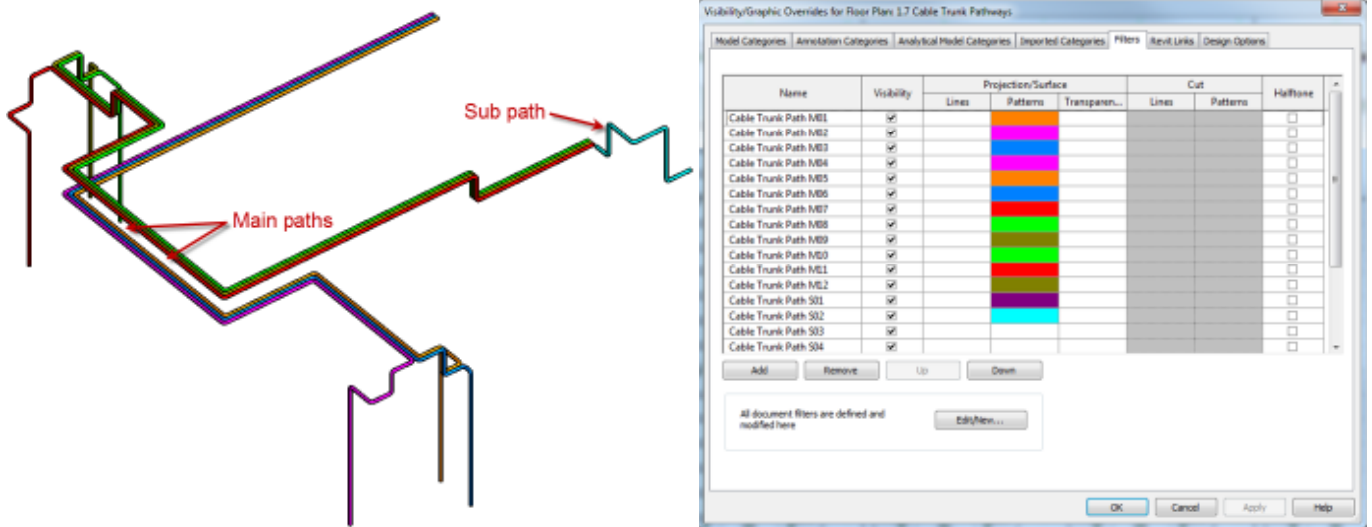 Sub path
Main paths
Visibility/Graphic Overrides for Floor Plan: 1.7 Cable Trunk Pathways
Model Categories Annotation Categories Analytical Model Categories Imported Categories Filters Revit Links Design Options
Name Visibility Projection/Surface Cut Halftone
Lines Patterns Transparen... Lines Patterns
Cable Trunk Path M01
Cable Trunk Path M02
Cable Trunk Path M03
Cable Trunk Path M04
Cable Trunk Path M05
Cable Trunk Path M06
Cable Trunk Path M07
Cable Trunk Path M08
Cable Trunk Path M09
Cable Trunk Path M10
Cable Trunk Path M11
Cable Trunk Path M12
Cable Trunk Path S01
Cable Trunk Path S02
Cable Trunk Path S03
Cable Trunk Path S04
Add Remove Up Down
All document filters are defined and
modified here
Edit/New...
OK Cancel Apply Help